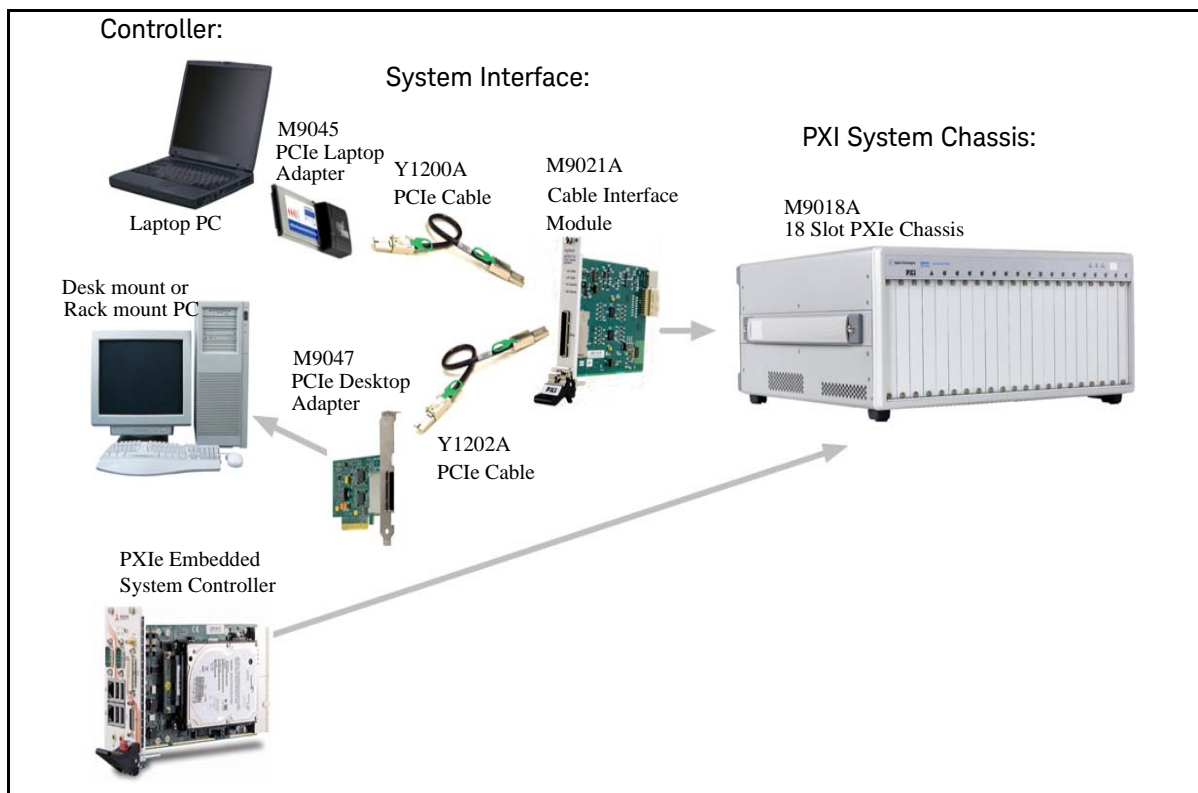 Controller:
System Interface:
PXI System Chassis:
M9045
PCIe Laptop
Adapter
Laptop PC
Y1200A
PCIe Cable
M9021A
Cable Interface
Module
M9018A
18 Slot PXIe Chassis
PXI
Desk mount or
Rack mount PC
M9047
PCIe Desktop
Adapter
PXI
Y1202A
PCIe Cable
PXIe Embedded
System Controller